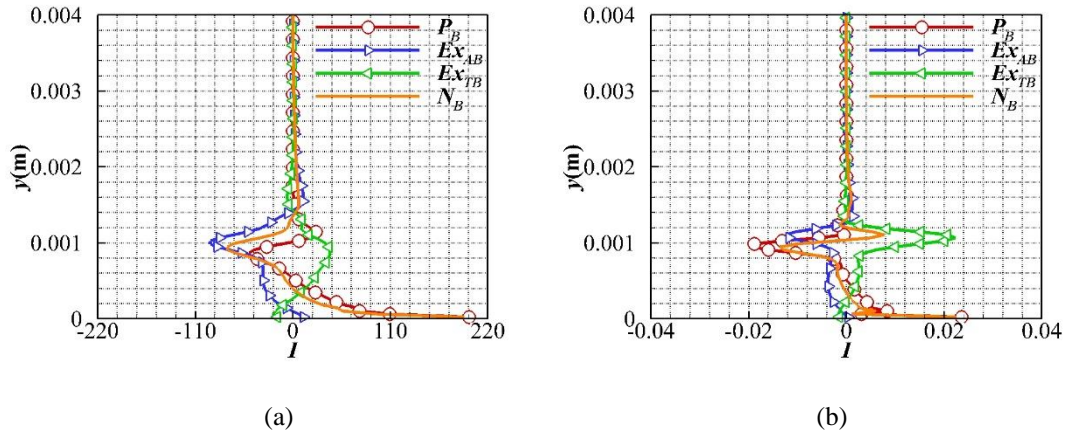 0.004
P_B
Ex_AB
Ex_TB
N_B
0.003
y(m)
0.002
0.001
0
-220 -110 0 110 220
I
(a)
0.004
P_B
Ex_AB
Ex_TB
N_B
0.003
y(m)
0.002
0.001
0
-0.04 -0.02 0 0.02 0.04
I
(b)